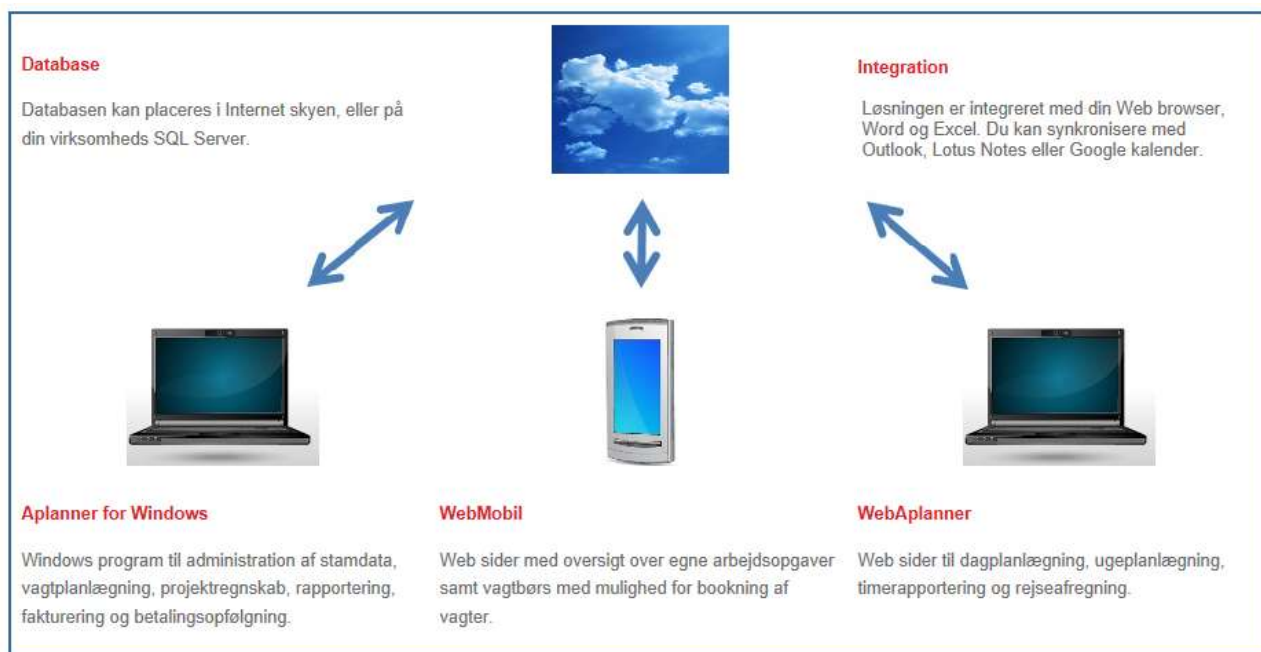 Database
Databasen kan placeres i Internet skyen, eller på
din virksomheds SQL Server.
Integration
Løsningen er integreret med din Web browser,
Word og Excel. Du kan synkronisere med
Outlook, Lotus Notes eller Google kalender.
Aplanner for Windows
Windows program til administration af stamdata,
vagtplanlægning, projektregnskab, rapportering,
fakturering og betalingsopfølgning.
WebMobil
Web sider med oversigt over egne arbejdsopgaver
samt vagtbørs med mulighed for bookning af
vagter.
WebAplanner
Web sider til dagplanlægning, ugeplanlægning,
timerapportering og rejseafregning.